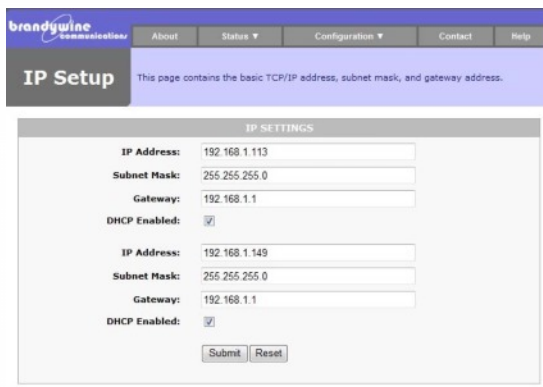 brandywine
communications
About Status ▼ Configuration ▼ Contact Help
IP Setup
This page contains the basic TCP/IP address, subnet mask, and gateway address.
IP SETTINGS
IP Address: 192.168.1.113
Subnet Mask: 255.255.255.0
Gateway: 192.168.1.1
DHCP Enabled:
IP Address: 192.168.1.149
Subnet Mask: 255.255.255.0
Gateway: 192.168.1.1
DHCP Enabled:
Submit Reset